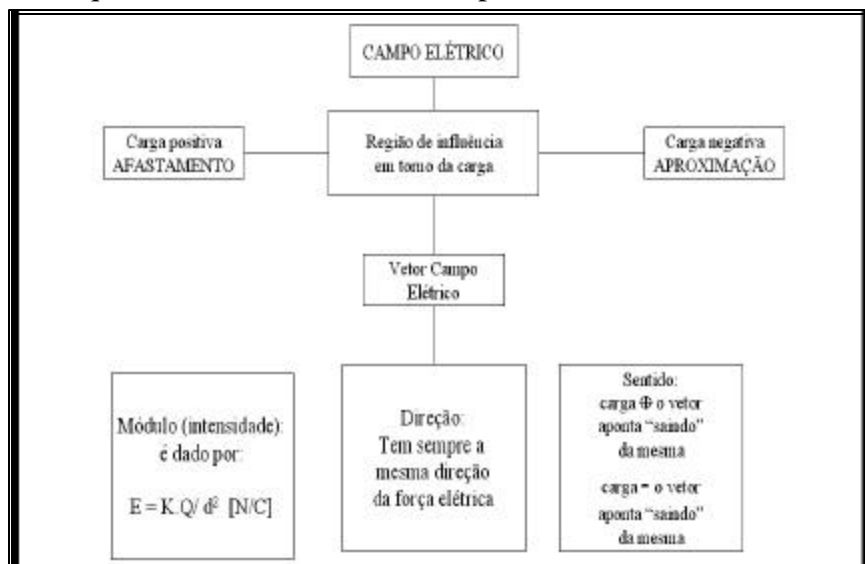 CAMPO ELÉTRICO
Carga positiva
AFASTAMENTO
Região de influência
em torno da carga
Carga negativa
APROXIMAÇÃO
Vetor Campo
Elétrico
Módulo (intensidade):
é dado por:
E = K.Q/ d² [N/C]
Direção:
Tem sempre a
mesma direção
da força elétrica
Sentido:
carga ⊕ o vetor
aponta “saindo”
da mesma
carga - o vetor
aponta “saindo”
da mesma